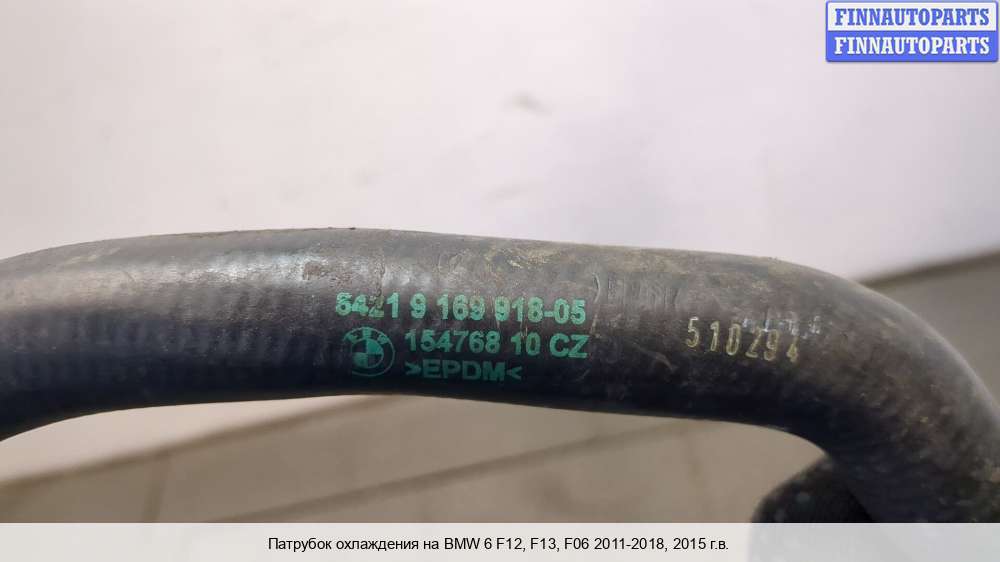 FINNAUTOPARTS
FINNAUTOPARTS
6421 9 169 918-05
154768 10 CZ
>EPDM<
510294
Патрубок охлаждения на BMW 6 F12, F13, F06 2011-2018, 2015 г.в.